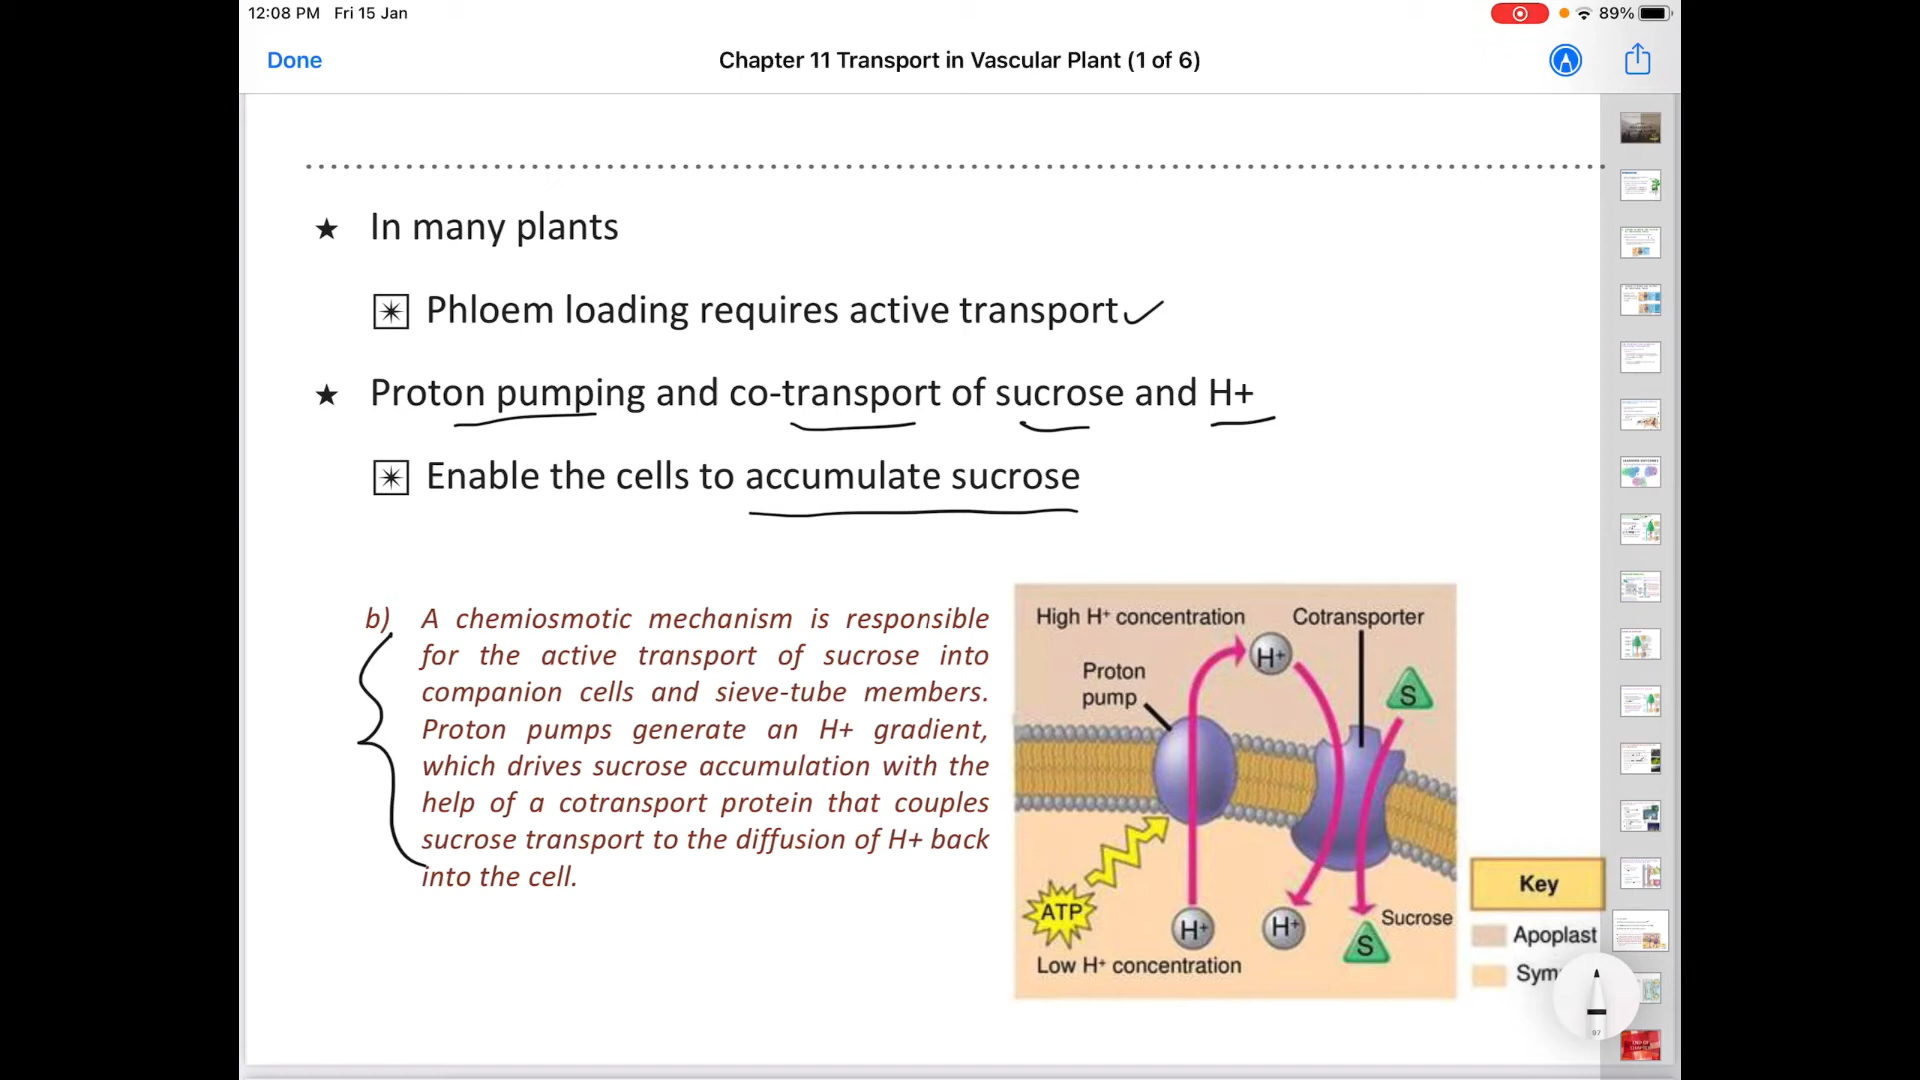 12:08 PM Fri 15 Jan
89%
Done
Chapter 11 Transport in Vascular Plant (1 of 6)
★ In many plants
Phloem loading requires active transport
★ Proton pumping and co-transport of sucrose and H+
Enable the cells to accumulate sucrose
b) A chemiosmotic mechanism is responsible
for the active transport of sucrose into
companion cells and sieve-tube members.
Proton pumps generate an H+ gradient,
which drives sucrose accumulation with the
help of a cotransport protein that couples
sucrose transport to the diffusion of H+ back
into the cell.
High H⁺ concentration
Cotransporter
H⁺
Proton
pump
S
ATP
H⁺
H⁺
S
Sucrose
Low H⁺ concentration
Key
Apoplast
Sym
97